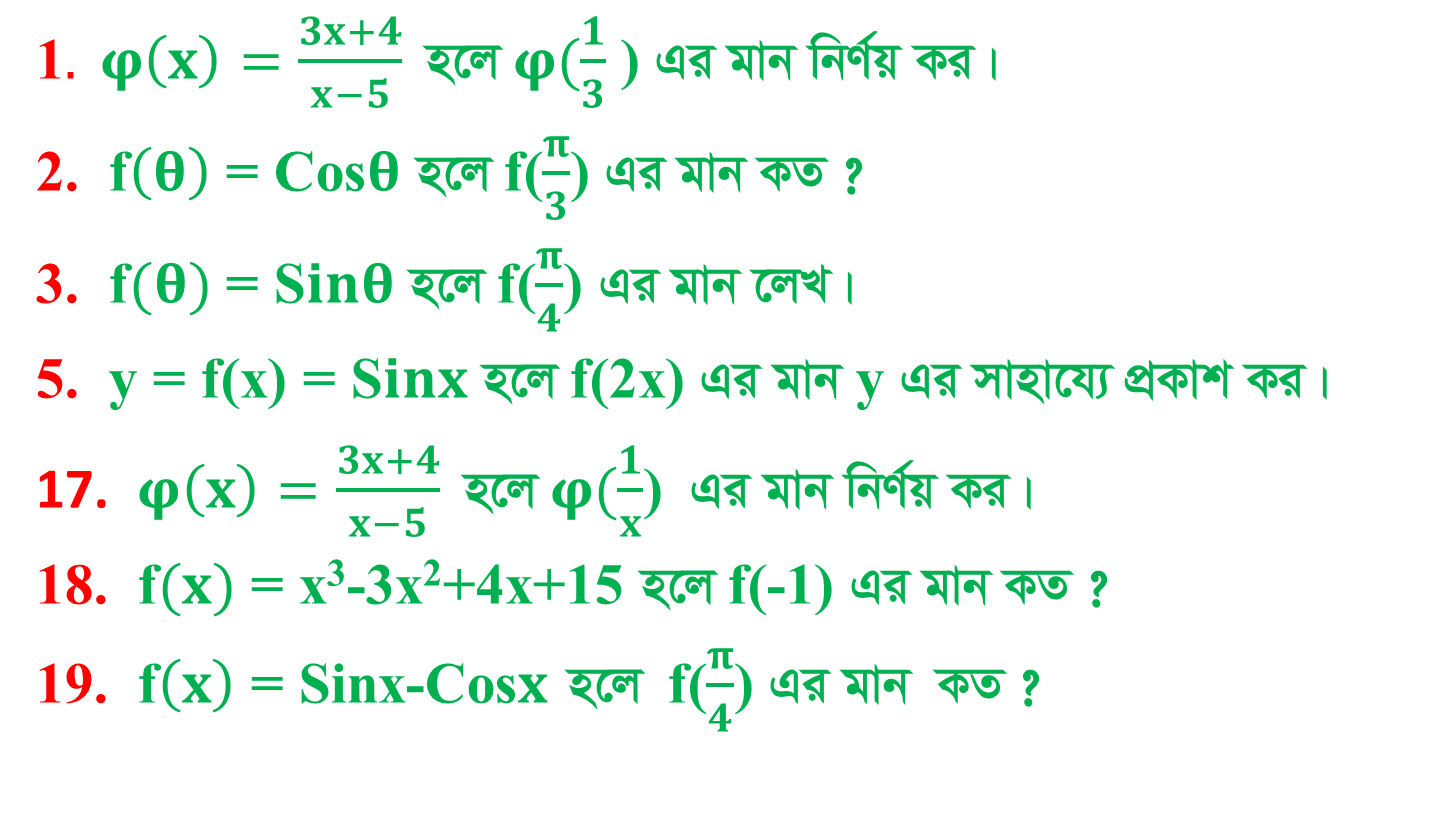 1. φ(x) = (3x+4)/(x−5) হলে φ(1/3 ) এর মান নির্ণয় কর।
2. f(θ) = Cosθ হলে f(π/3) এর মান কত ?
3. f(θ) = Sinθ হলে f(π/4) এর মান লেখ।
5. y = f(x) = Sinx হলে f(2x) এর মান y এর সাহায্যে প্রকাশ কর।
17. φ(x) = (3x+4)/(x−5) হলে φ(1/x) এর মান নির্ণয় কর।
18. f(x) = x³-3x²+4x+15 হলে f(-1) এর মান কত ?
19. f(x) = Sinx-Cosx হলে f(π/4) এর মান কত ?